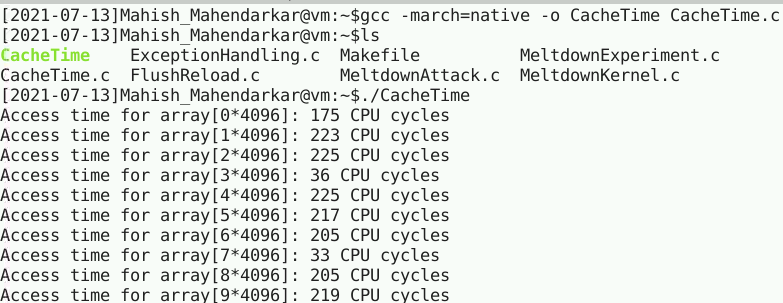 [2021-07-13]Mahish_Mahendarkar@vm:~$gcc -march=native -o CacheTime CacheTime.c
[2021-07-13]Mahish_Mahendarkar@vm:~$ls
CacheTime    ExceptionHandling.c  Makefile          MeltdownExperiment.c
CacheTime.c  FlushReload.c        MeltdownAttack.c  MeltdownKernel.c
[2021-07-13]Mahish_Mahendarkar@vm:~$./CacheTime
Access time for array[0*4096]: 175 CPU cycles
Access time for array[1*4096]: 223 CPU cycles
Access time for array[2*4096]: 225 CPU cycles
Access time for array[3*4096]: 36 CPU cycles
Access time for array[4*4096]: 225 CPU cycles
Access time for array[5*4096]: 217 CPU cycles
Access time for array[6*4096]: 205 CPU cycles
Access time for array[7*4096]: 33 CPU cycles
Access time for array[8*4096]: 205 CPU cycles
Access time for array[9*4096]: 219 CPU cycles